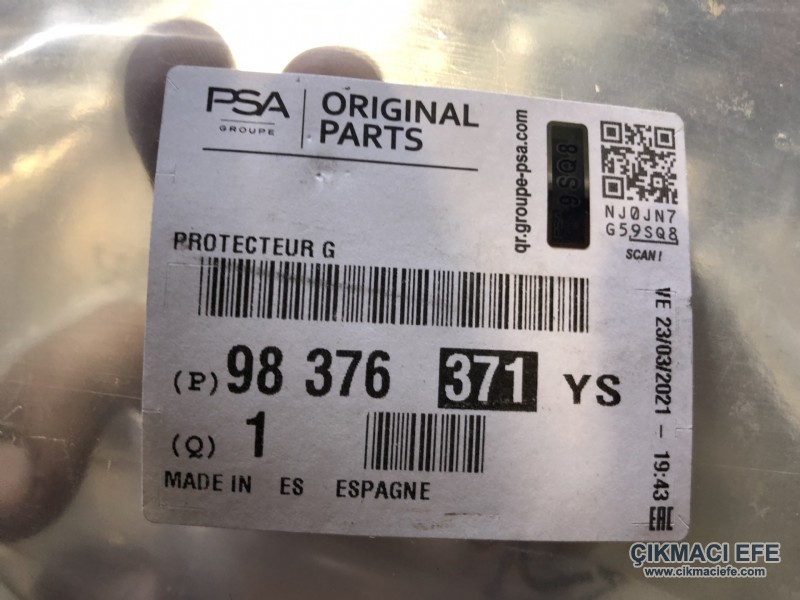 PSA
GROUPE
ORIGINAL
PARTS
qr.groupe-psa.com
9SQ8
NJ0JN7
G59SQ8
SCAN!
PROTECTEUR G
(P) 98 376 371 YS
(Q) 1
MADE IN ES ESPAGNE
VE 23/03/2021 - 19:43
EAC
ÇIKMACI EFE
www.cikmaciefe.com